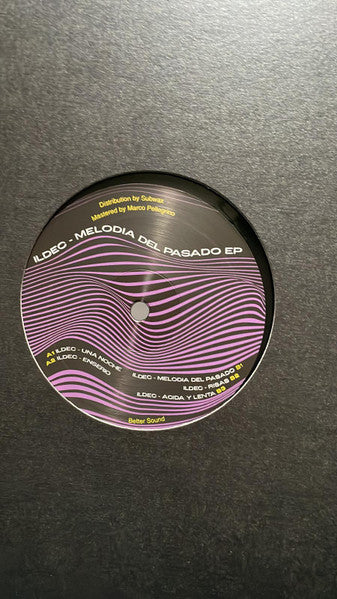 Distribution by Subwax
Mastered by Marco Pellegrino
ILDEC - MELODIA DEL PASADO EP
A1 ILDEC - UNA NOCHE
A2 ILDEC - ENSERIO
ILDEC - MELODIA DEL PASADO B1
ILDEC - RISAS B2
ILDEC - ACIDA Y LENTA B3
Better Sound